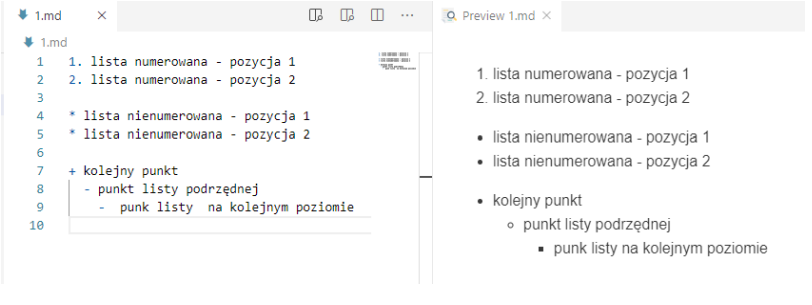 1.md
Preview 1.md
1.md
1 1. lista numerowana - pozycja 1
2 2. lista numerowana - pozycja 2
3
4 * lista nienumerowana - pozycja 1
5 * lista nienumerowana - pozycja 2
6
7 + kolejny punkt
8 - punkt listy podrzędnej
9 - punk listy  na kolejnym poziomie
10
1. lista numerowana - pozycja 1
2. lista numerowana - pozycja 2
• lista nienumerowana - pozycja 1
• lista nienumerowana - pozycja 2
• kolejny punkt
◦ punkt listy podrzędnej
▪ punk listy na kolejnym poziomie